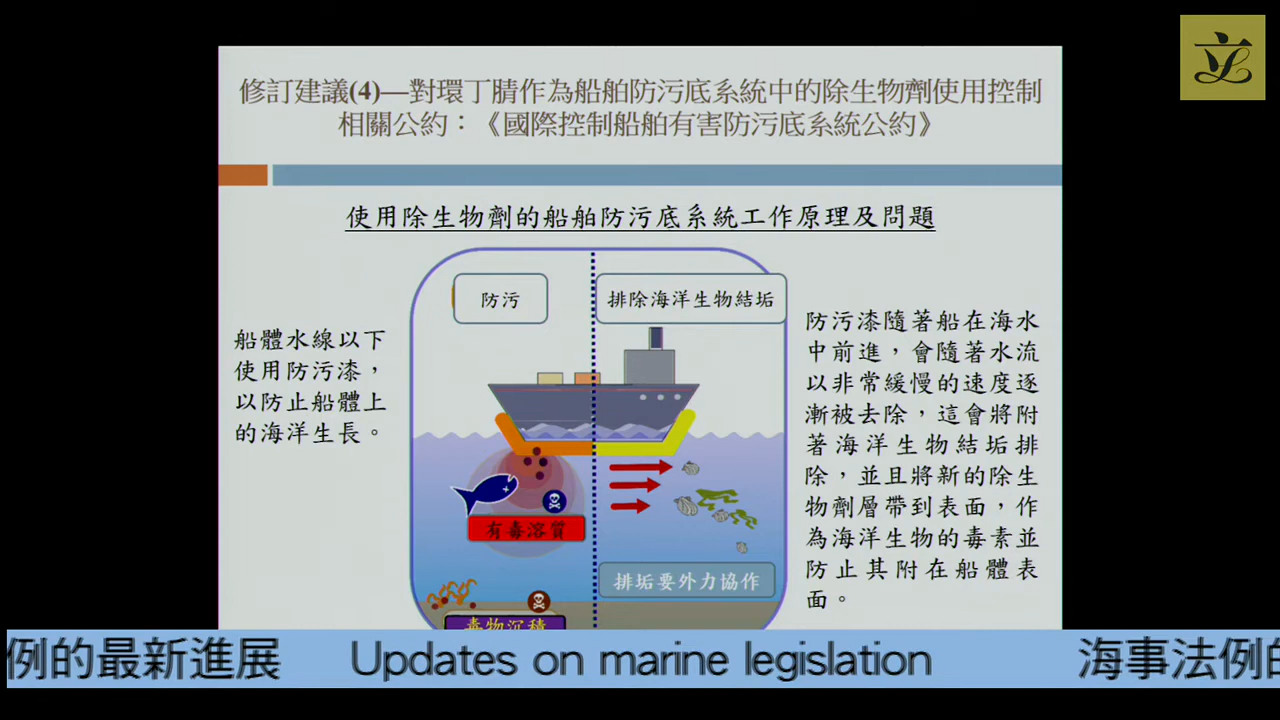 修訂建議(4)—對環丁腈作為船舶防污底系統中的除生物劑使用控制
相關公約：《國際控制船舶有害防污底系統公約》
使用除生物劑的船舶防污底系統工作原理及問題
船體水線以下
使用防污漆，
以防止船體上
的海洋生長。
防污
排除海洋生物結垢
有毒溶質
排垢要外力協作
毒物沉積
防污漆隨著船在海水
中前進，會隨著水流
以非常緩慢的速度逐
漸被去除，這會將附
著海洋生物結垢排
除，並且將新的除生
物劑層帶到表面，作
為海洋生物的毒素並
防止其附在船體表
面。
例的最新進展 Updates on marine legislation 海事法例的